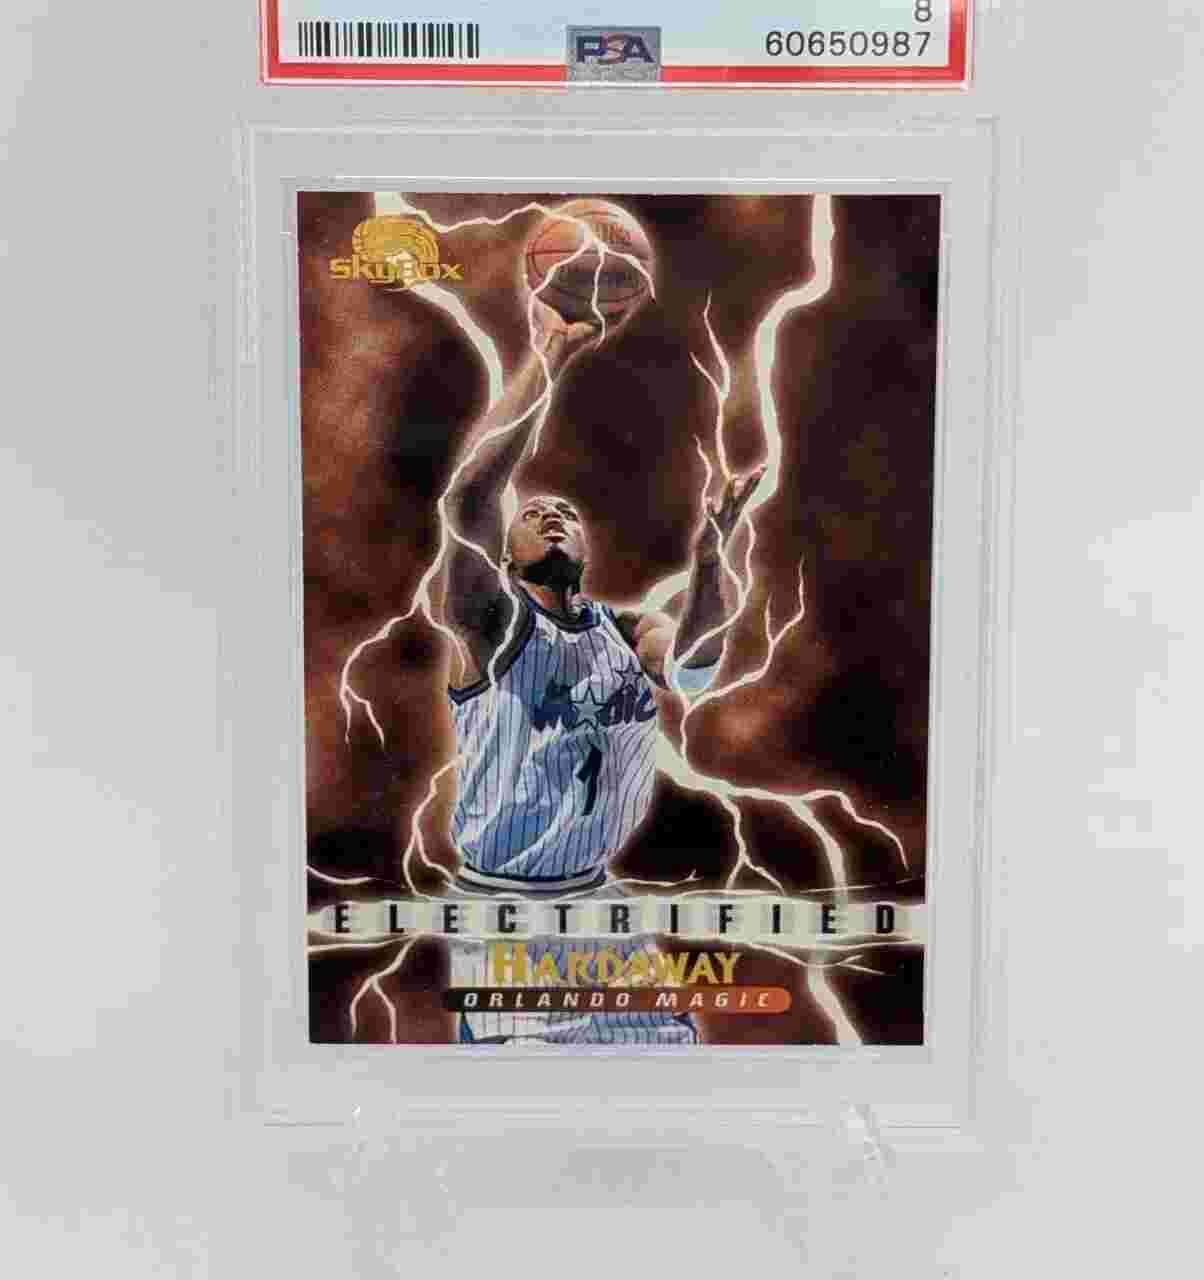 8
PSA
60650987
SkyBox
Magic
1
ELECTRIFIED
HARDAWAY
ORLANDO MAGIC